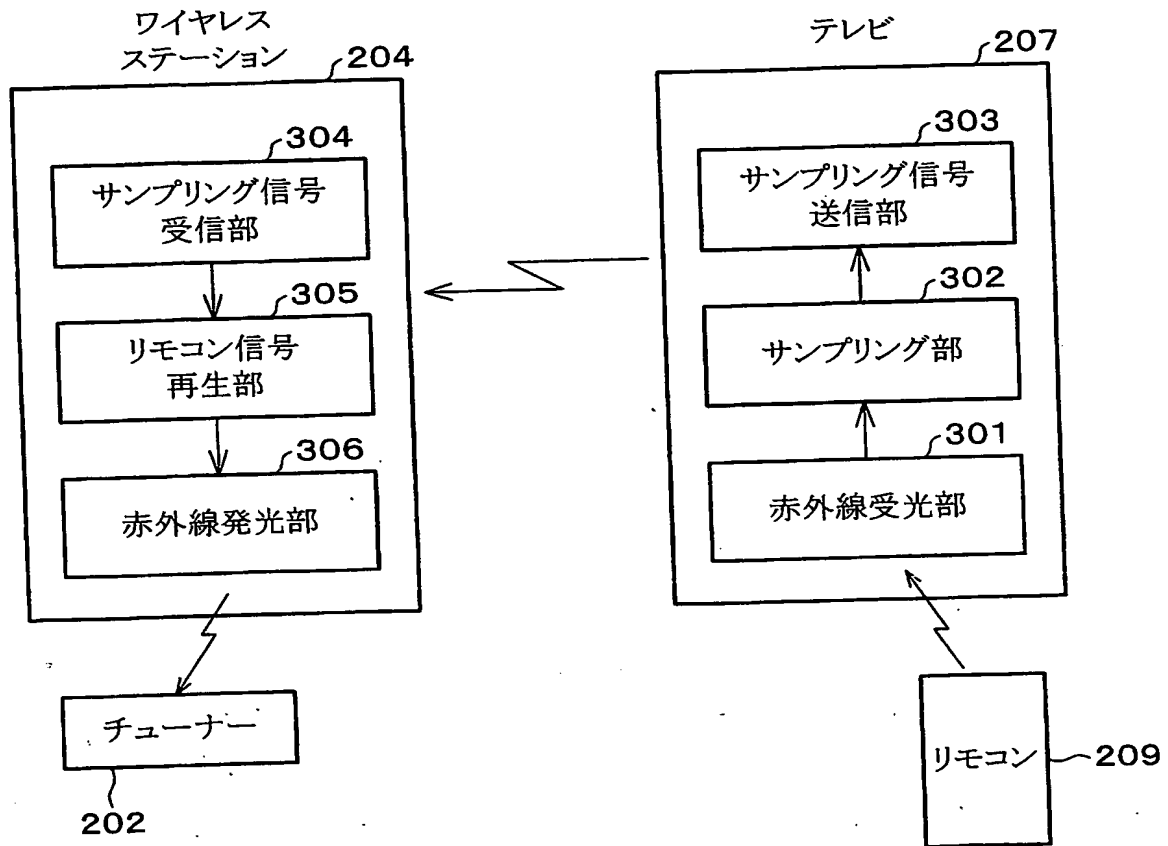 ワイヤレス
ステーション
204
304
サンプリング信号
受信部
305
リモコン信号
再生部
306
赤外線発光部
チューナー
202
テレビ
207
303
サンプリング信号
送信部
302
サンプリング部
301
赤外線受光部
リモコン
209